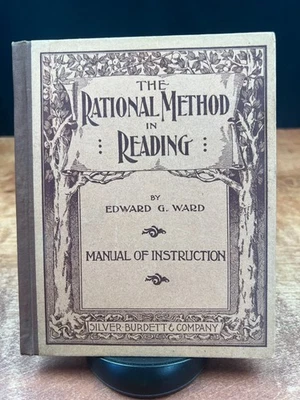 THE
RATIONAL METHOD
IN
READING
BY
EDWARD G. WARD
MANUAL OF INSTRUCTION
SILVER BURDETT & COMPANY